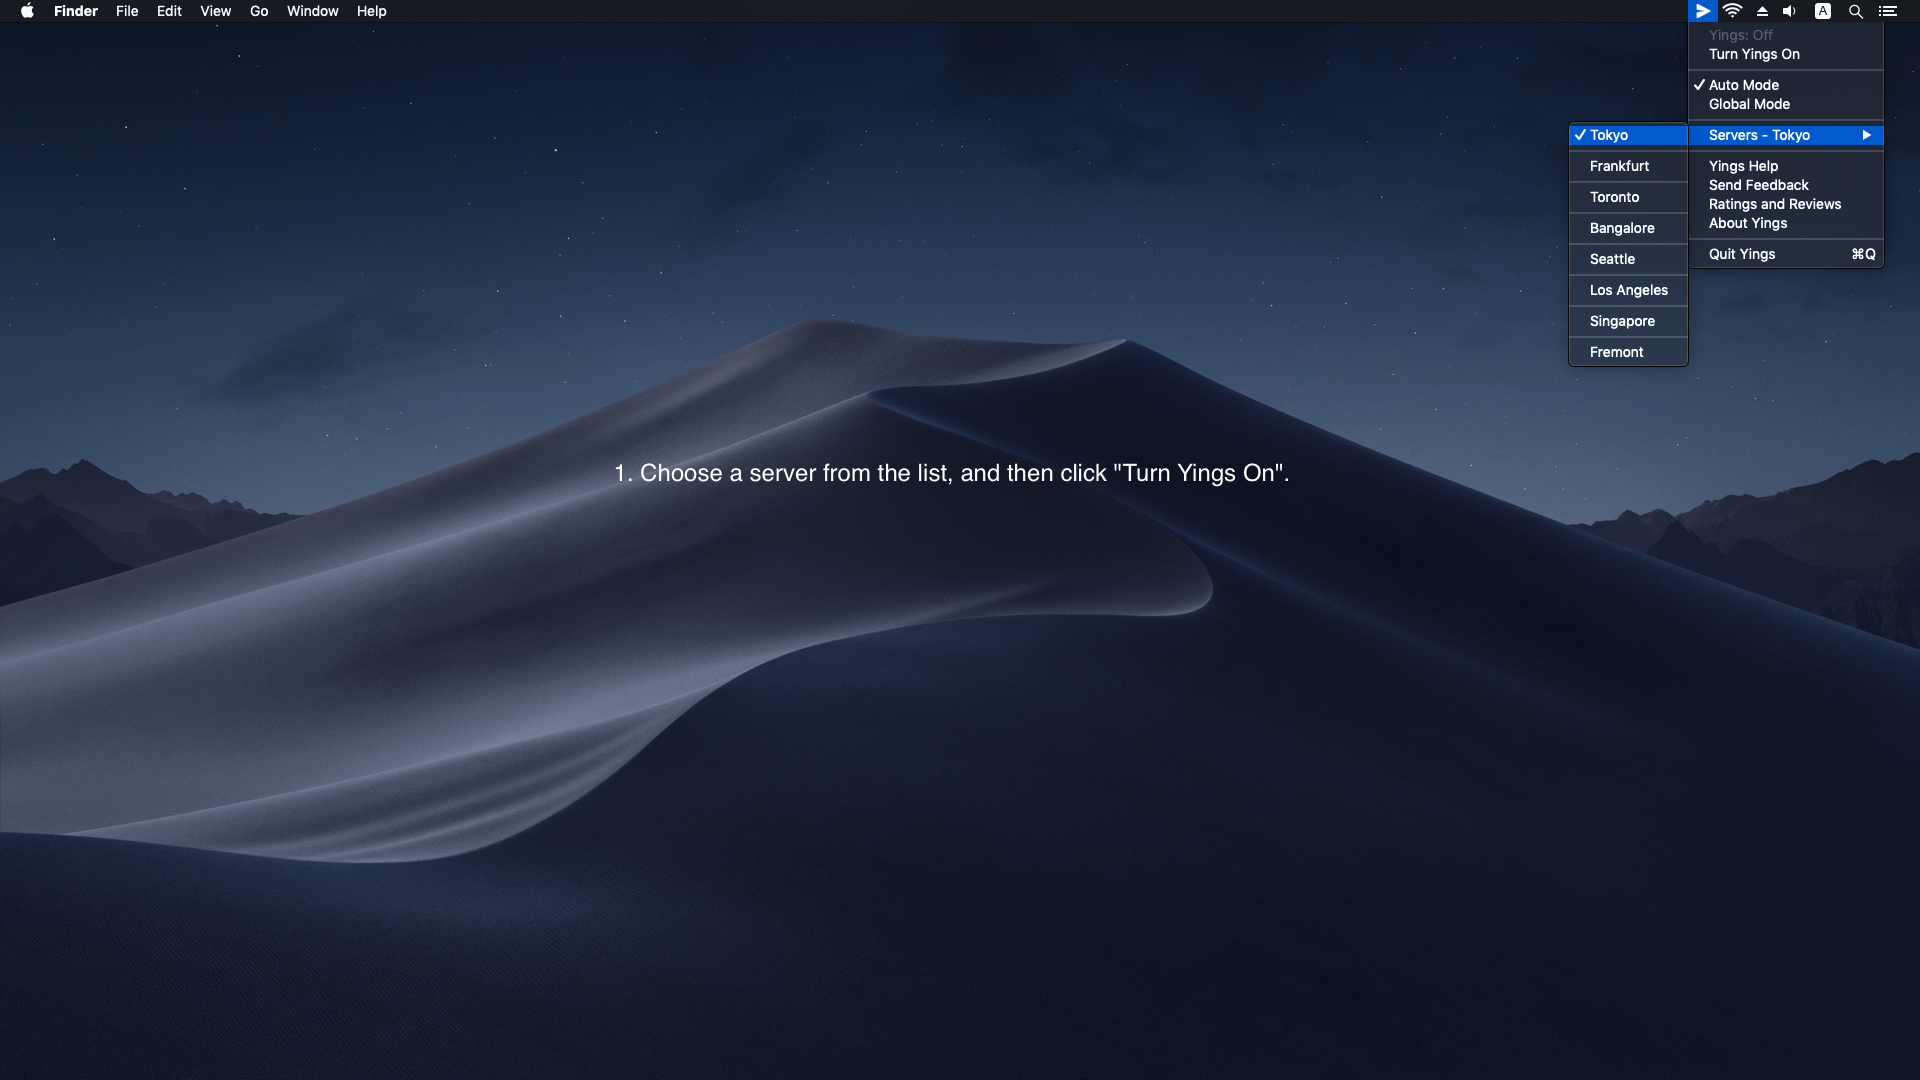 Finder File Edit View Go Window Help A
Yings: Off
Turn Yings On
✓ Auto Mode
Global Mode
Servers - Tokyo ▶
Yings Help
Send Feedback
Ratings and Reviews
About Yings
Quit Yings ⌘Q
✓ Tokyo
Frankfurt
Toronto
Bangalore
Seattle
Los Angeles
Singapore
Fremont
1. Choose a server from the list, and then click "Turn Yings On".